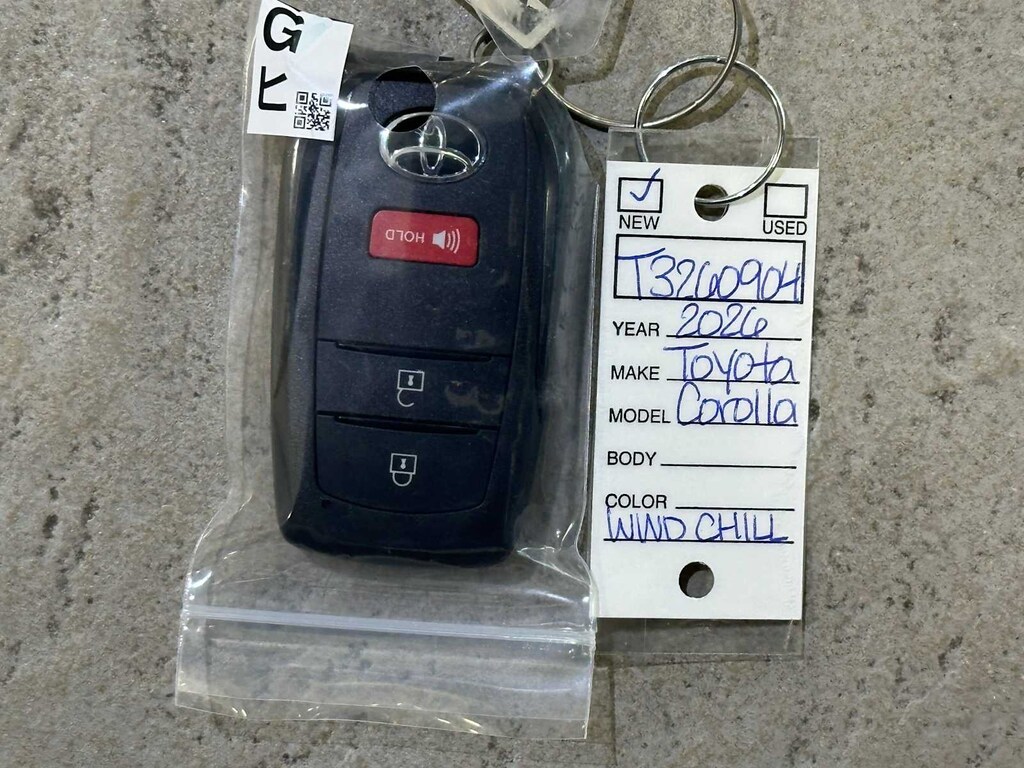 G
HOLD
NEW
USED
T3260904
YEAR 2026
MAKE Toyota
MODEL Corolla
BODY
COLOR
WIND CHILL